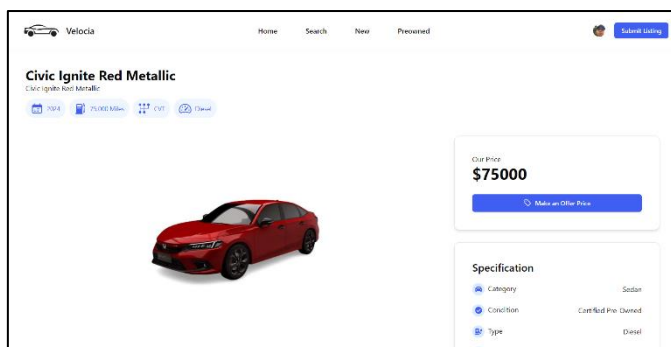 Velocia
Home Search New Preowned
Submit Listing
Civic Ignite Red Metallic
Civic Ignite Red Metallic
2024 75,000 Miles CVT Diesel
Our Price
$75000
Make an Offer Price
Specification
Category Sedan
Condition Certified Pre-Owned
Type Diesel